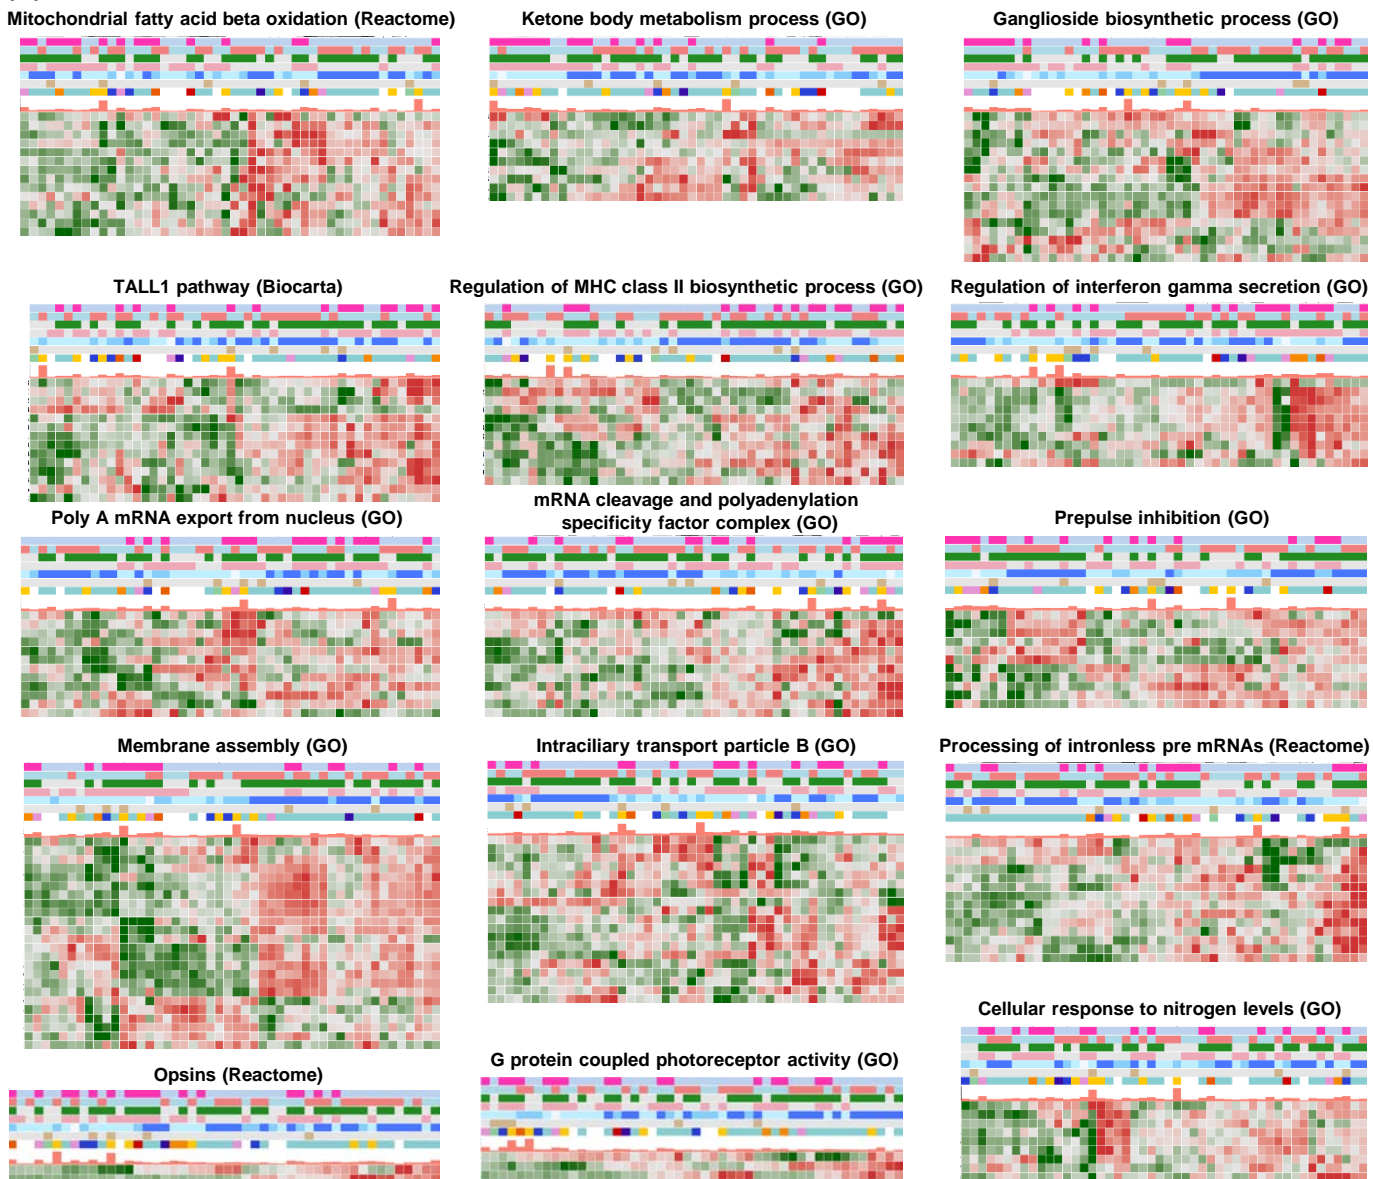 Mitochondrial fatty acid beta oxidation (Reactome)
Ketone body metabolism process (GO)
Ganglioside biosynthetic process (GO)
TALL1 pathway (Biocarta)
Regulation of MHC class II biosynthetic process (GO)
Regulation of interferon gamma secretion (GO)
Poly A mRNA export from nucleus (GO)
mRNA cleavage and polyadenylation
specificity factor complex (GO)
Prepulse inhibition (GO)
Membrane assembly (GO)
Intraciliary transport particle B (GO)
Processing of intronless pre mRNAs (Reactome)
Cellular response to nitrogen levels (GO)
Opsins (Reactome)
G protein coupled photoreceptor activity (GO)